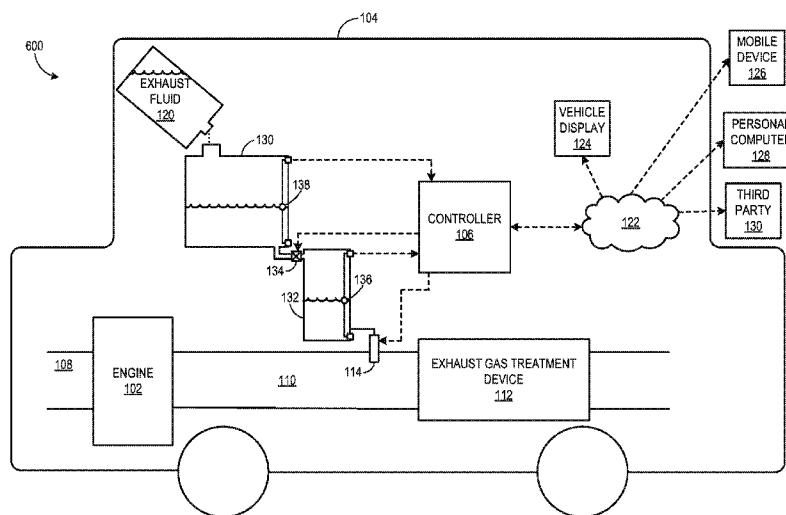 104
600
MOBILE
DEVICE
126
EXHAUST
FLUID
120
VEHICLE
DISPLAY
124
PERSONAL
COMPUTER
128
130
138
CONTROLLER
106
122
THIRD
PARTY
130
134
132
136
108
ENGINE
102
110
114
EXHAUST GAS TREATMENT
DEVICE
112